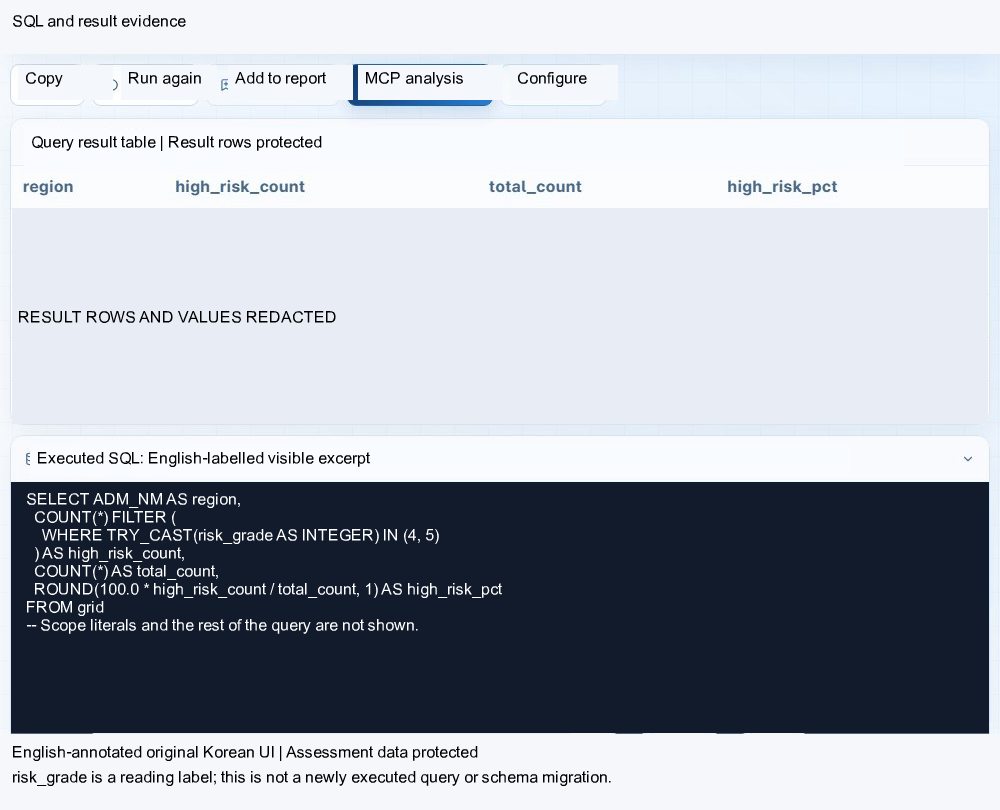 SQL and result evidence
Copy Run again Add to report MCP analysis Configure
Query result table | Result rows protected
region high_risk_count total_count high_risk_pct
RESULT ROWS AND VALUES REDACTED
Executed SQL: English-labelled visible excerpt
SELECT ADM_NM AS region,
COUNT(*) FILTER (
WHERE TRY_CAST(risk_grade AS INTEGER) IN (4, 5)
) AS high_risk_count,
COUNT(*) AS total_count,
ROUND(100.0 * high_risk_count / total_count, 1) AS high_risk_pct
FROM grid
-- Scope literals and the rest of the query are not shown.
English-annotated original Korean UI | Assessment data protected
risk_grade is a reading label; this is not a newly executed query or schema migration.